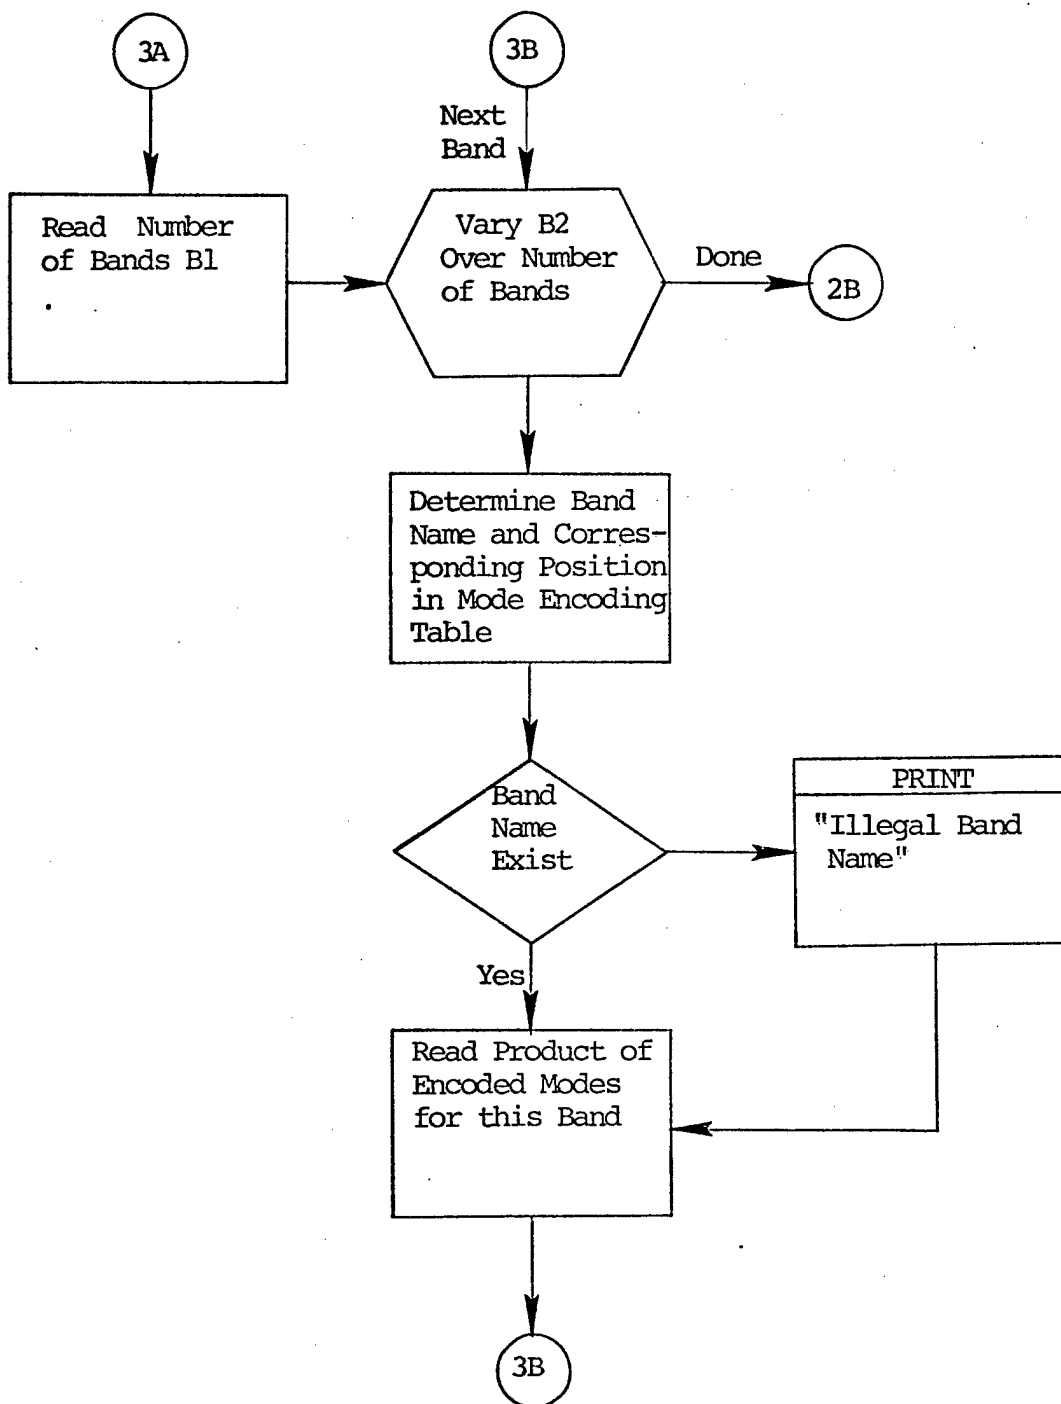 3A
3B
Next
Band
Read Number
of Bands B1
Vary B2
Over Number
of Bands
Done
2B
Determine Band
Name and Corres-
ponding Position
in Mode Encoding
Table
Band
Name
Exist
PRINT
"Illegal Band
Name"
Yes
Read Product of
Encoded Modes
for this Band
3B